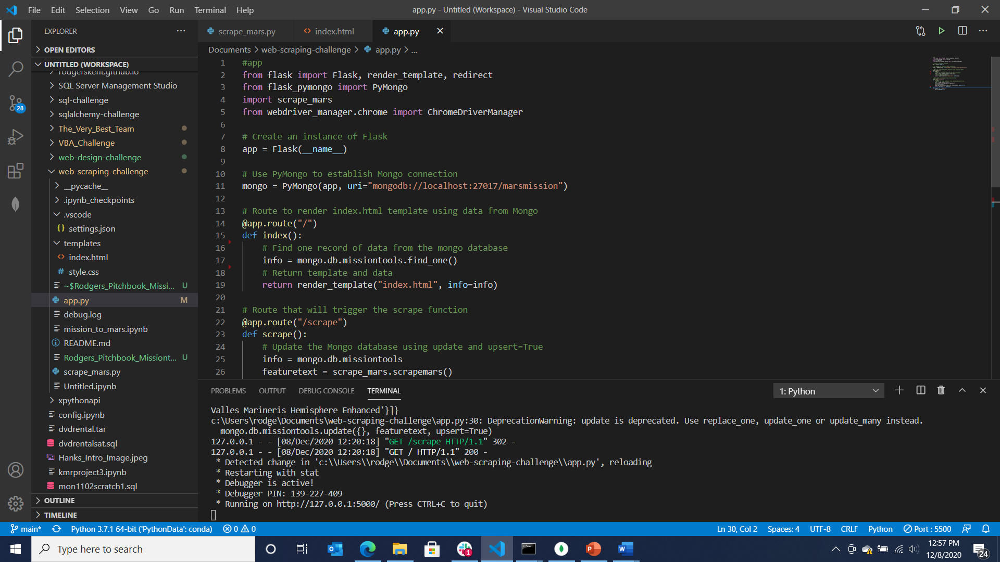 File Edit Selection View Go Run Terminal Help
app.py - Untitled (Workspace) - Visual Studio Code
EXPLORER
OPEN EDITORS
UNTITLED (WORKSPACE)
rodgerskent.github.io
SQL Server Management Studio
sql-challenge
sqlalchemy-challenge
The_Very_Best_Team
VBA_Challenge
web-design-challenge
web-scraping-challenge
__pycache__
.ipynb_checkpoints
.vscode
{} settings.json
templates
<> index.html
# style.css
~$Rodgers_Pitchbook_Missi... U
app.py M
debug.log
mission_to_mars.ipynb
README.md
Rodgers_Pitchbook_Missiont... U
scrape_mars.py
Untitled.ipynb
xpythonapi
config.ipynb
dvdrental.tar
dvdrentalsat.sql
Hanks_Intro_Image.jpeg
kmrproject3.ipynb
mon1102scratch1.sql
OUTLINE
TIMELINE
28
scrape_mars.py <> index.html app.py
Documents > web-scraping-challenge > app.py > ...
1 #app
2 from flask import Flask, render_template, redirect
3 from flask_pymongo import PyMongo
4 import scrape_mars
5 from webdriver_manager.chrome import ChromeDriverManager
6
7 # Create an instance of Flask
8 app = Flask(__name__)
9
10 # Use PyMongo to establish Mongo connection
11 mongo = PyMongo(app, uri="mongodb://localhost:27017/marsmission")
12
13 # Route to render index.html template using data from Mongo
14 @app.route("/")
15 def index():
16 # Find one record of data from the mongo database
17 info = mongo.db.missiontools.find_one()
18 # Return template and data
19 return render_template("index.html", info=info)
20
21 # Route that will trigger the scrape function
22 @app.route("/scrape")
23 def scrape():
24 # Update the Mongo database using update and upsert=True
25 info = mongo.db.missiontools
26 featuretext = scrape_mars.scrapemars()
PROBLEMS OUTPUT DEBUG CONSOLE TERMINAL
1: Python
Valles Marineris Hemisphere Enhanced'}]}
c:\Users\rodge\Documents\web-scraping-challenge\app.py:30: DeprecationWarning: update is deprecated. Use replace_one, update_one or update_many instead.
mongo.db.missiontools.update({}, featuretext, upsert=True)
127.0.0.1 - - [08/Dec/2020 12:20:18] "GET /scrape HTTP/1.1" 302 -
127.0.0.1 - - [08/Dec/2020 12:20:18] "GET / HTTP/1.1" 200 -
* Detected change in 'c:\\Users\\rodge\\Documents\\web-scraping-challenge\\app.py', reloading
* Restarting with stat
* Debugger is active!
* Debugger PIN: 139-227-409
* Running on http://127.0.0.1:5000/ (Press CTRL+C to quit)
main* Python 3.7.1 64-bit ('PythonData': conda) 0 0
Ln 30, Col 2 Spaces: 4 UTF-8 CRLF Python Port : 5500
Type here to search
1
12:57 PM
12/8/2020
24